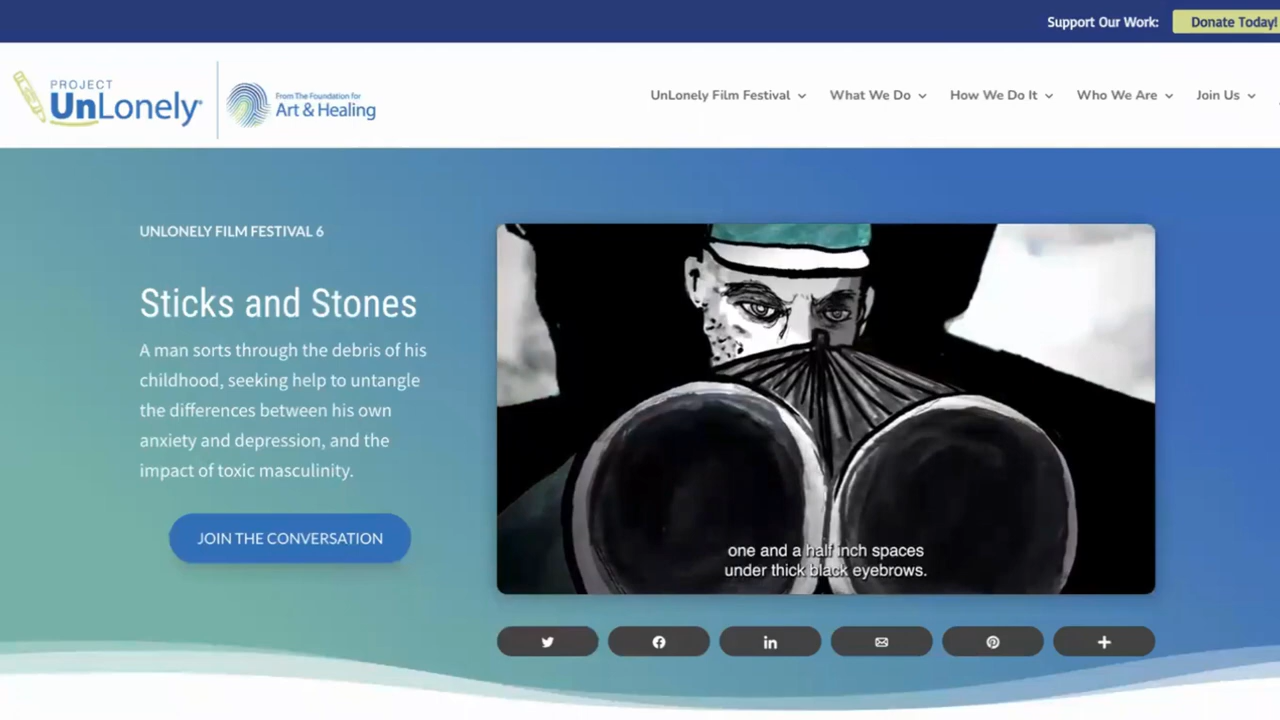 Support Our Work: Donate Today!
PROJECT
UnLonely®
From The Foundation for
Art & Healing
UnLonely Film Festival What We Do How We Do It Who We Are Join Us
UNLONELY FILM FESTIVAL 6
Sticks and Stones
A man sorts through the debris of his
childhood, seeking help to untangle
the differences between his own
anxiety and depression, and the
impact of toxic masculinity.
JOIN THE CONVERSATION
one and a half inch spaces
under thick black eyebrows.